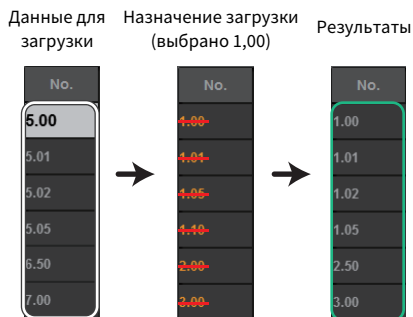 Данные для
загрузки
Назначение загрузки
(выбрано 1,00)
Результаты
No.
5.00
5.01
5.02
5.05
6.50
7.00
No.
1.00
1.01
1.05
1.10
2.00
3.00
No.
1.00
1.01
1.02
1.05
2.50
3.00